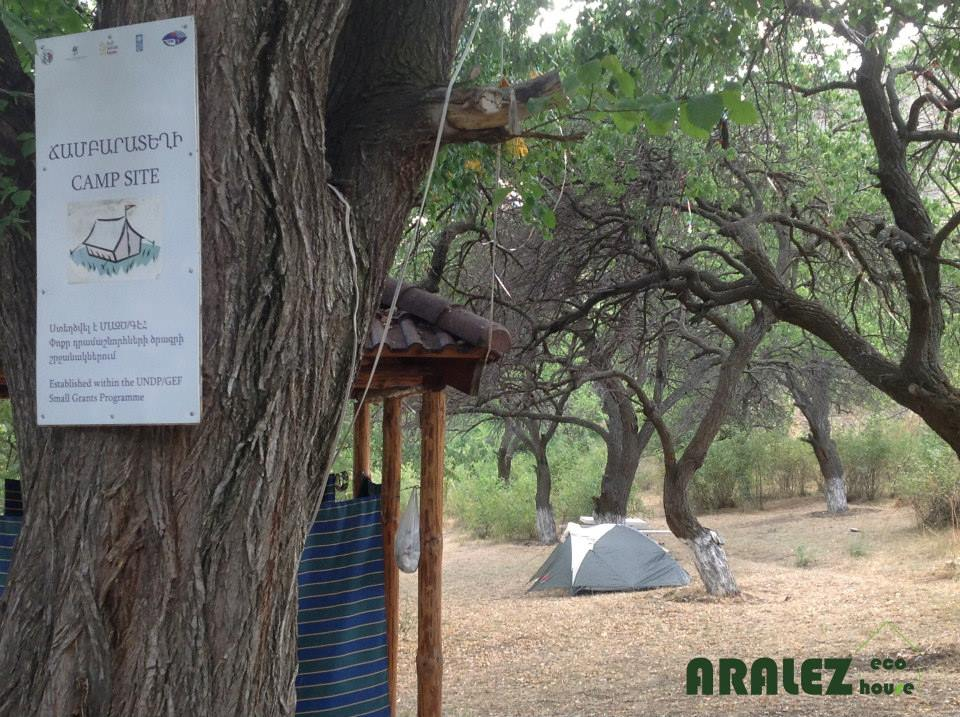 ՃԱՄԲԱՐԱՏԵՂԻ
CAMP SITE
Ստեղծվել է ՄԱԶԾ/ԳԷՀ
Փոքր դրամաշնորհների ծրագրի
շրջանակներում
Established within the UNDP/GEF
Small Grants Programme
ARALEZ eco
house